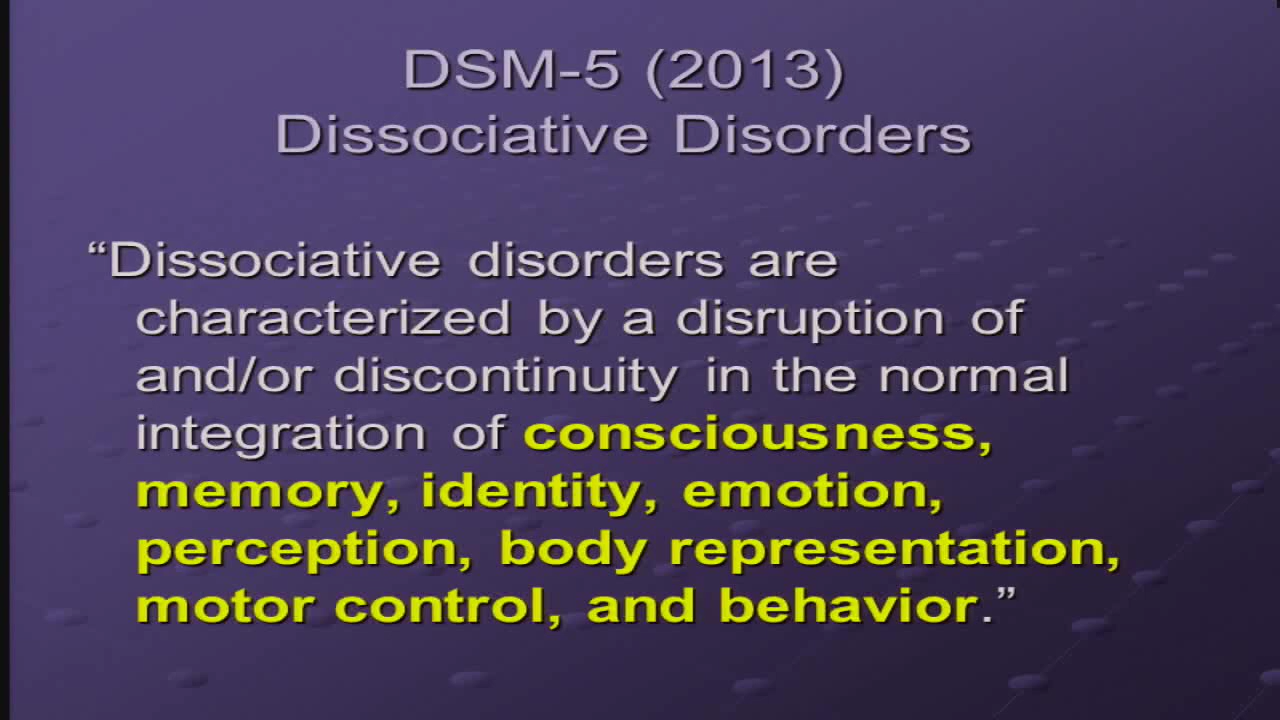 DSM-5 (2013)
Dissociative Disorders
“Dissociative disorders are
characterized by a disruption of
and/or discontinuity in the normal
integration of consciousness,
memory, identity, emotion,
perception, body representation,
motor control, and behavior.”